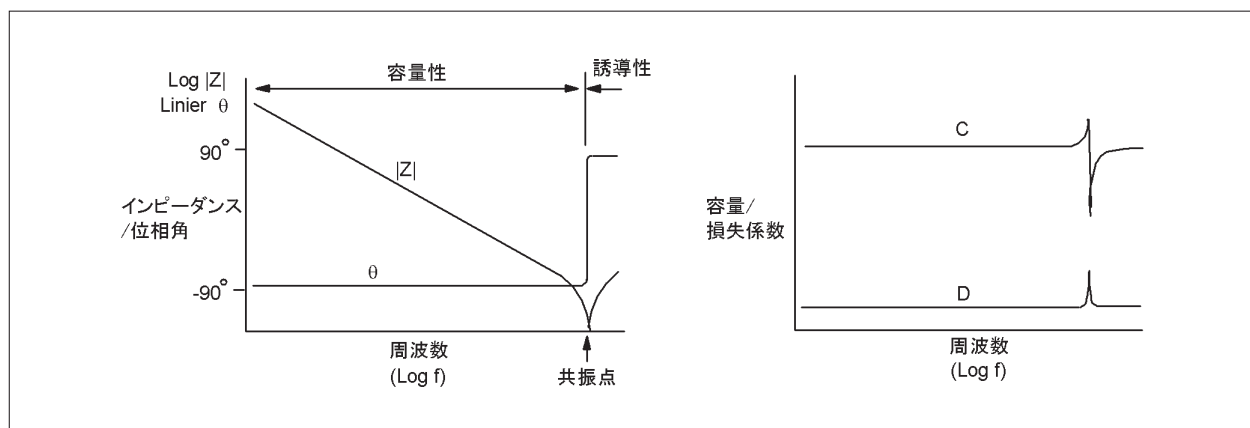 Log |Z|
Linier θ
容量性
誘導性
90°
|Z|
インピーダンス
/位相角
θ
-90°
周波数
(Log f)
共振点
C
容量/
損失係数
D
周波数
(Log f)